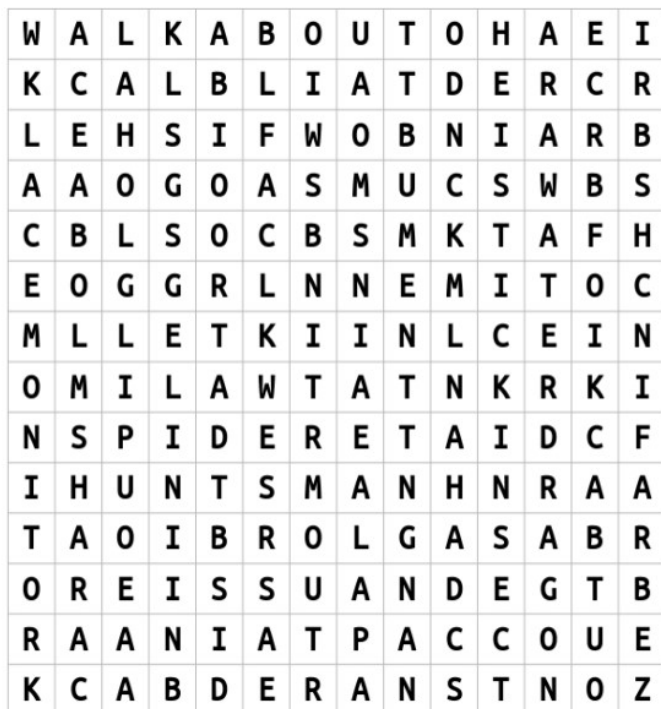 W A L K A B O U T O H A E I
K C A L B L I A T D E R C R
L E H S I F W O B N I A R B
A A O G O A S M U C S W B S
C B L S O C B S M K T A F H
E O G G R L N N E M I T O C
M L L E T K I I N L C E I N
O M I L A W T A T N K R K I
N S P I D E R E T A I D C F
I H U N T S M A N H N R A A
T A O I B R O L G A S A B R
O R E I S S U A N D E G T B
R A A N I A T P A C C O U E
K C A B D E R A N S T N O Z